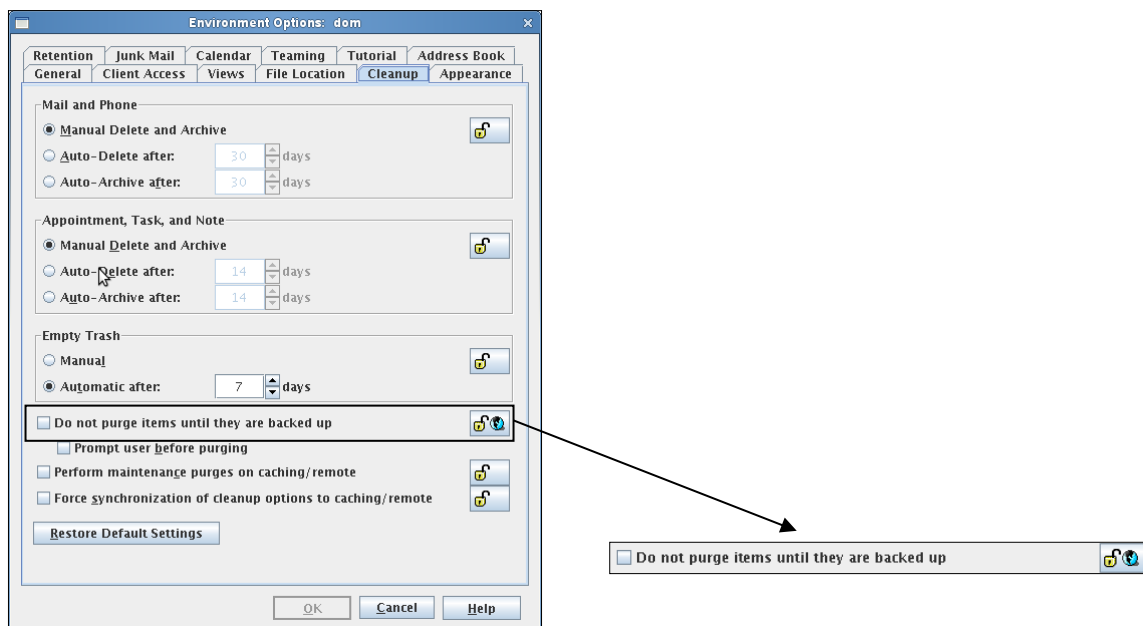 Environment Options: dom
Retention Junk Mail Calendar Teaming Tutorial Address Book
General Client Access Views File Location Cleanup Appearance
Mail and Phone
Manual Delete and Archive
Auto-Delete after: 30 days
Auto-Archive after: 30 days
Appointment, Task, and Note
Manual Delete and Archive
Auto-Delete after: 14 days
Auto-Archive after: 14 days
Empty Trash
Manual
Automatic after: 7 days
Do not purge items until they are backed up
Prompt user before purging
Perform maintenance purges on caching/remote
Force synchronization of cleanup options to caching/remote
Restore Default Settings
OK Cancel Help
Do not purge items until they are backed up